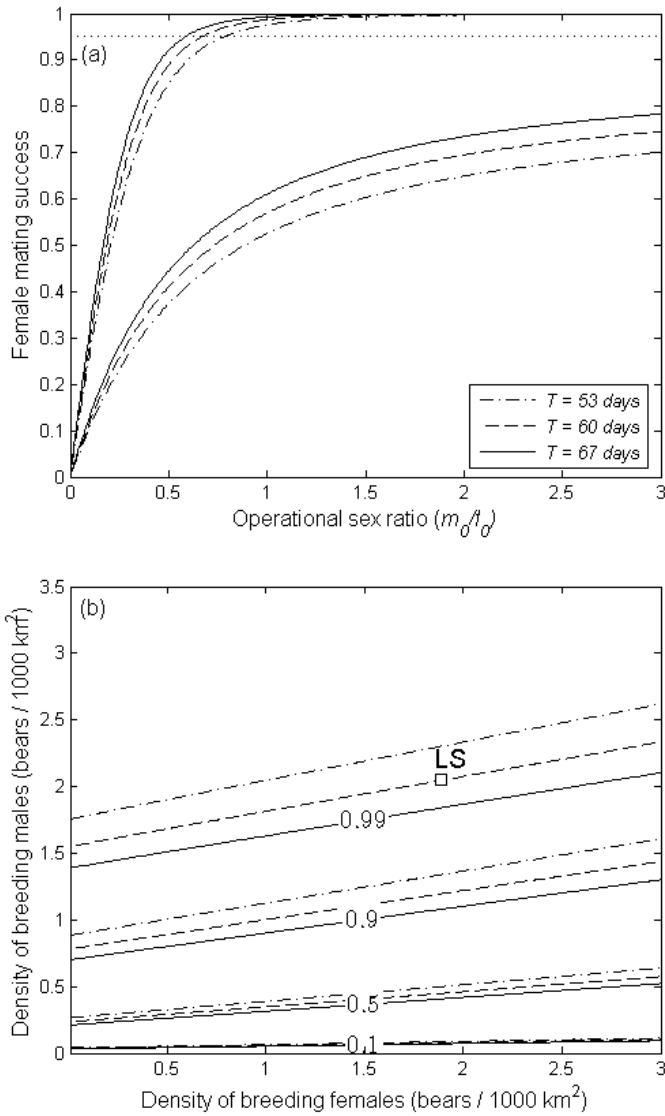 1
0.9
0.8
0.7
0.6
0.5
0.4
0.3
0.2
0.1
0
(a)
Female mating success
T = 53 days
T = 60 days
T = 67 days
0 0.5 1 1.5 2 2.5 3
Operational sex ratio (m0/f0)
3.5
3
2.5
2
1.5
1
0.5
0
(b)
Density of breeding males (bears / 1000 km²)
LS
0.99
0.9
0.5
0.1
0.5 1 1.5 2 2.5 3
Density of breeding females (bears / 1000 km²)